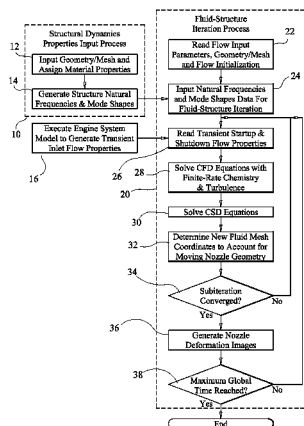 Structural Dynamics
Properties Input Process
12
Input Geometry/Mesh and
Assign Material Properties
14
Generate Structure Natural
Frequencies & Mode Shapes
10
Execute Engine System
Model to Generate Transient
Inlet Flow Properties
16
Fluid-Structure
Iteration Process
22
Read Flow Input
Parameters, Geometry/Mesh
and Flow Initialization
24
Input Natural Frequencies
and Mode Shapes Data For
Fluid-Structure Iteration
Read Transient Startup &
Shutdown Flow Properties
26
28
Solve CFD Equations with
Finite-Rate Chemistry
& Turbulence
20
30
Solve CSD Equations
32
Determine New Fluid Mesh
Coordinates to Account for
Moving Nozzle Geometry
34
Subiteration
Converged?
No
Yes
36
Generate Nozzle
Deformation Images
38
Maximum Global
Time Reached?
No
Yes
End